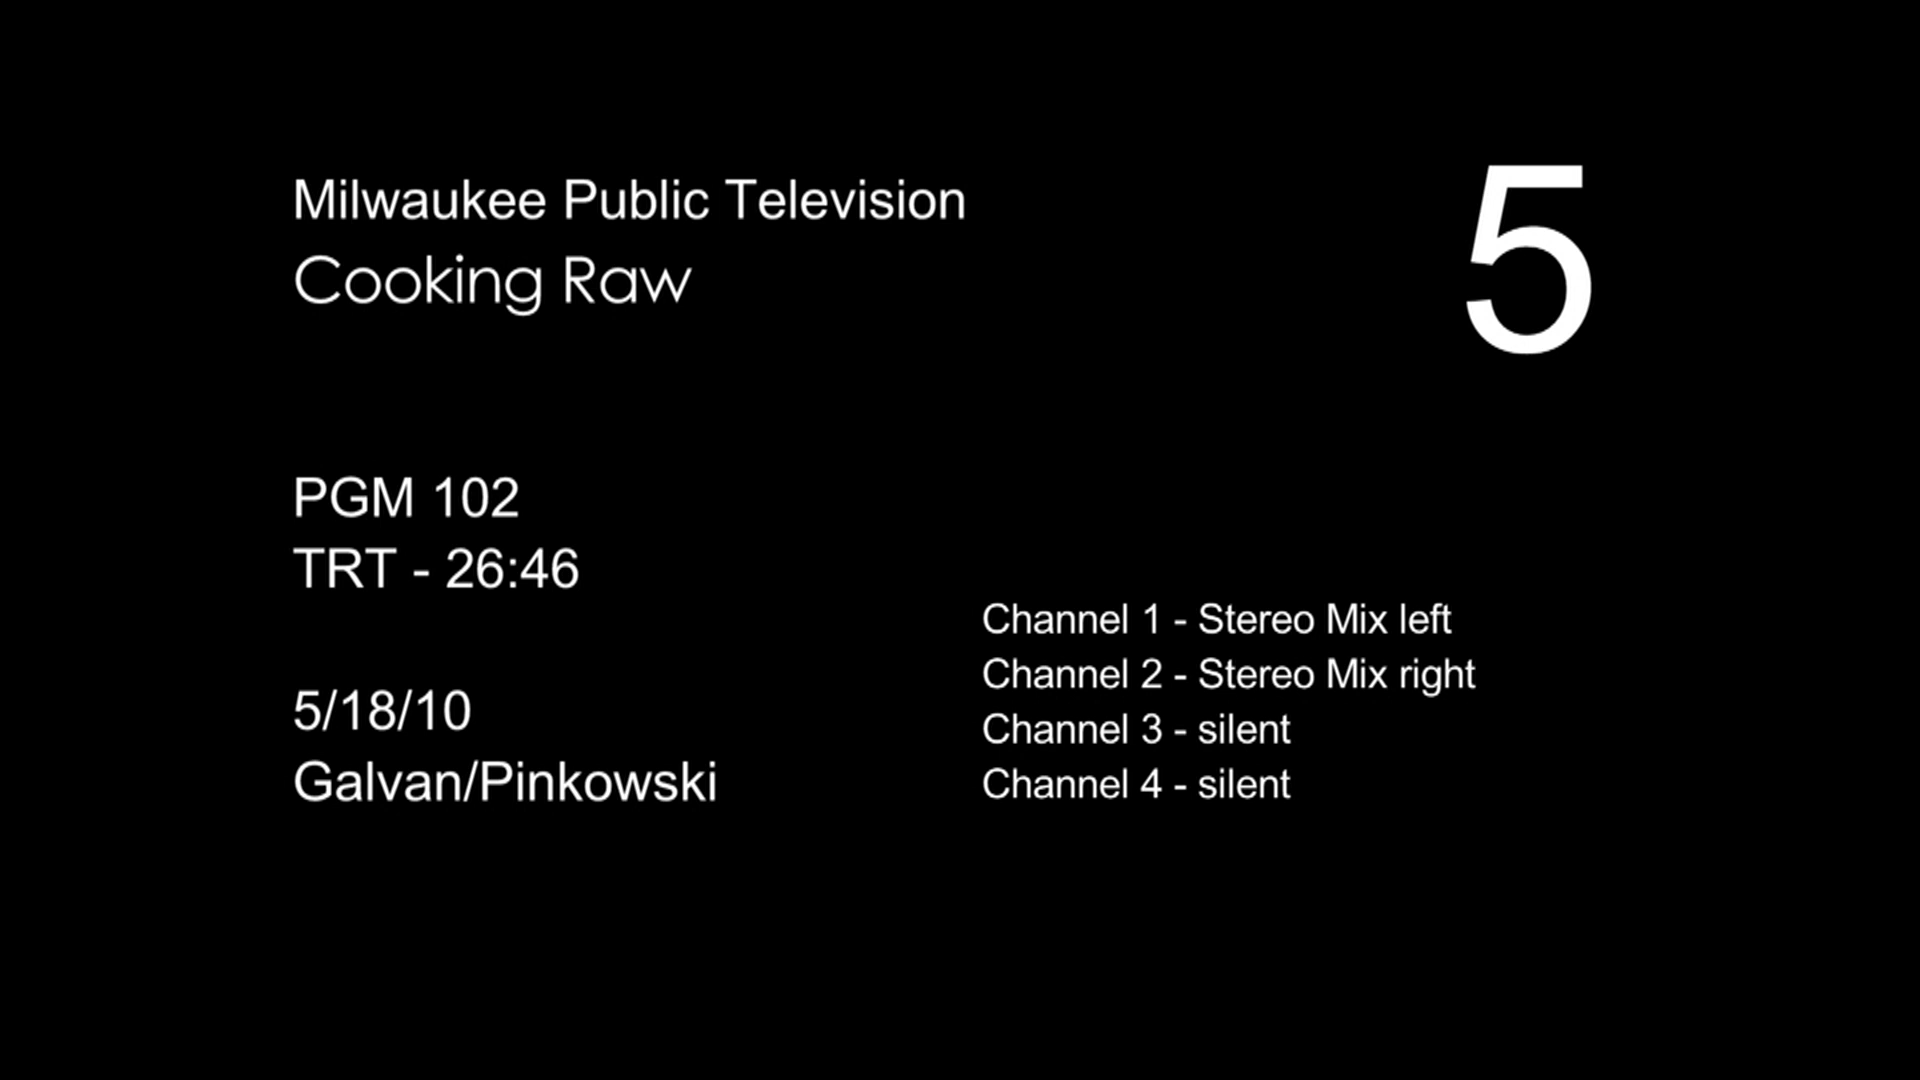 Milwaukee Public Television
Cooking Raw
5
PGM 102
TRT - 26:46
5/18/10
Galvan/Pinkowski
Channel 1 - Stereo Mix left
Channel 2 - Stereo Mix right
Channel 3 - silent
Channel 4 - silent